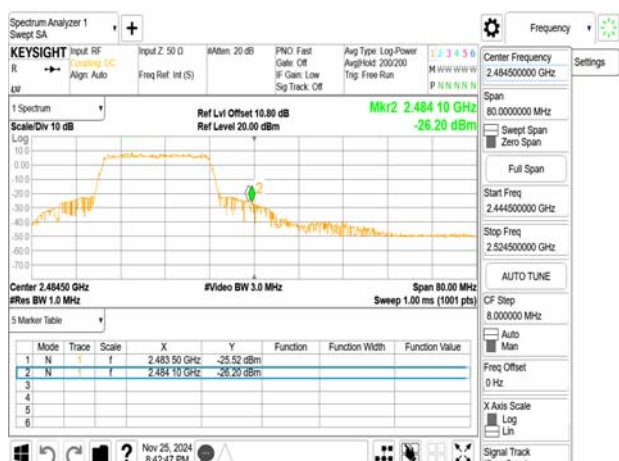 Spectrum Analyzer 1
Swept SA
+
Frequency
KEYSIGHT Input: RF
R
Coupling: DC
Align: Auto
LW
Input Z: 50 Ω
Freq Ref: Int (S)
#Atten: 20 dB
PNO: Fast
Gate: Off
IF Gain: Low
Sig Track: Off
Avg Type: Log-Power
Avg|Hold: 200/200
Trig: Free Run
1 2 3 4 5 6
M W W W W W
P N N N N N
Settings
1 Spectrum
Scale/Div 10 dB
Ref Lvl Offset 10.80 dB
Ref Level 20.00 dBm
Mkr2 2.484 10 GHz
-26.20 dBm
Log
10.0
0.00
-10.0
-20.0
-30.0
-40.0
-50.0
-60.0
-70.0
2
Center 2.48450 GHz
#Res BW 1.0 MHz
#Video BW 3.0 MHz
Span 80.00 MHz
Sweep 1.00 ms (1001 pts)
5 Marker Table
Mode Trace Scale X Y Function Function Width Function Value
1 N 1 f 2.483 50 GHz -25.52 dBm
2 N 1 f 2.484 10 GHz -26.20 dBm
3
4
5
6
?
Nov 25, 2024
8:42:47 PM
Center Frequency
2.484500000 GHz
Span
80.0000000 MHz
Swept Span
Zero Span
Full Span
Start Freq
2.444500000 GHz
Stop Freq
2.524500000 GHz
AUTO TUNE
CF Step
8.000000 MHz
Auto
Man
Freq Offset
0 Hz
X Axis Scale
Log
Lin
Signal Track